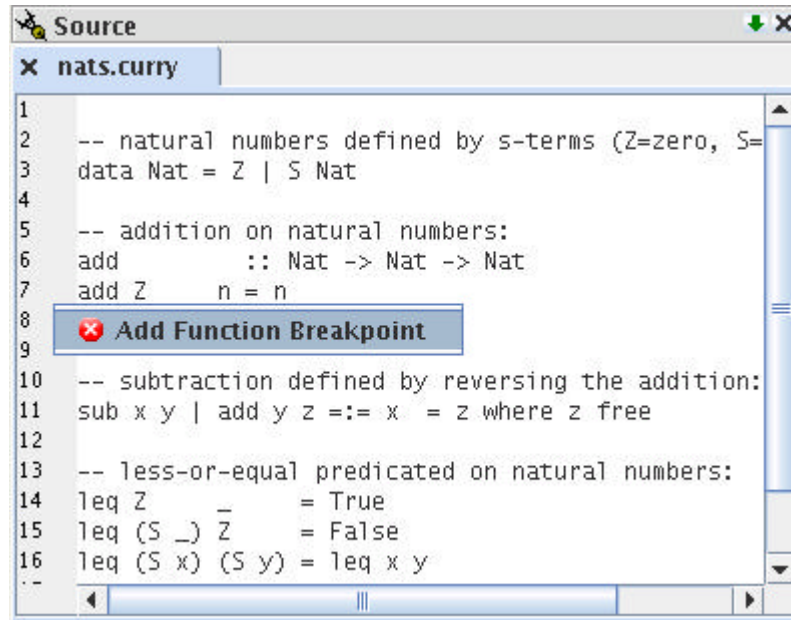 Source
nats.curry
1
2 -- natural numbers defined by s-terms (Z=zero, S=
3 data Nat = Z | S Nat
4
5 -- addition on natural numbers:
6 add :: Nat -> Nat -> Nat
7 add Z n = n
8 Add Function Breakpoint
9
10 -- subtraction defined by reversing the addition:
11 sub x y | add y z =:= x = z where z free
12
13 -- less-or-equal predicated on natural numbers:
14 leq Z _ = True
15 leq (S _) Z = False
16 leq (S x) (S y) = leq x y